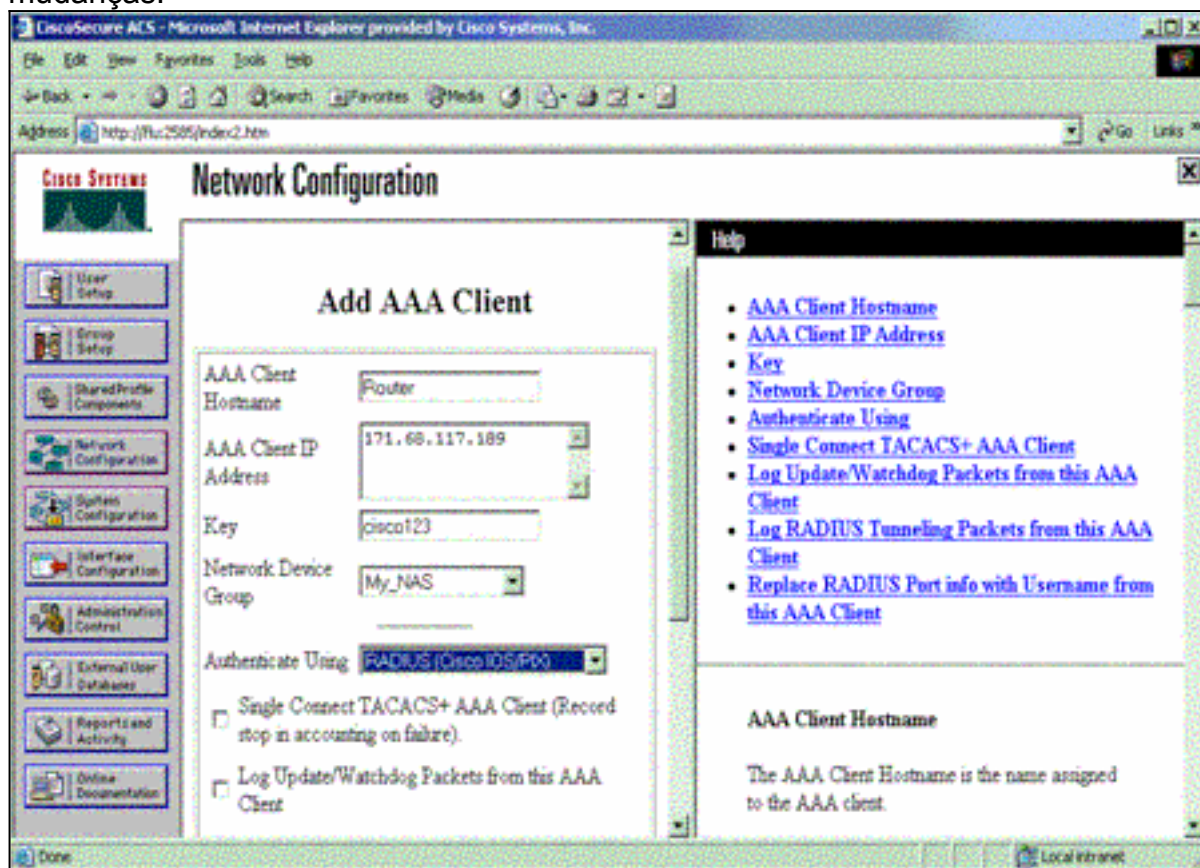 mudanças.
CiscoSecure ACS - Microsoft Internet Explorer provided by Cisco Systems, Inc.
File Edit View Favorites Tools Help
Back Search Favorites Media
Address http://flu:2585/index2.htm Go Links »
CISCO SYSTEMS
Network Configuration
User Setup
Group Setup
Shared Profile Components
Network Configuration
System Configuration
Interface Configuration
Administration Control
External User Databases
Reports and Activity
Online Documentation
Add AAA Client
AAA Client
Hostname
Router
AAA Client IP
Address
171.68.117.189
Key
cisco123
Network Device
Group
My_NAS
Authenticate Using
RADIUS (Cisco IOS/PIX)
Single Connect TACACS+ AAA Client (Record
stop in accounting on failure).
Log Update/Watchdog Packets from this AAA
Client
Help
AAA Client Hostname
AAA Client IP Address
Key
Network Device Group
Authenticate Using
Single Connect TACACS+ AAA Client
Log Update/Watchdog Packets from this AAA
Client
Log RADIUS Tunneling Packets from this AAA
Client
Replace RADIUS Port info with Username from
this AAA Client
AAA Client Hostname
The AAA Client Hostname is the name assigned
to the AAA client.
Done
Local intranet